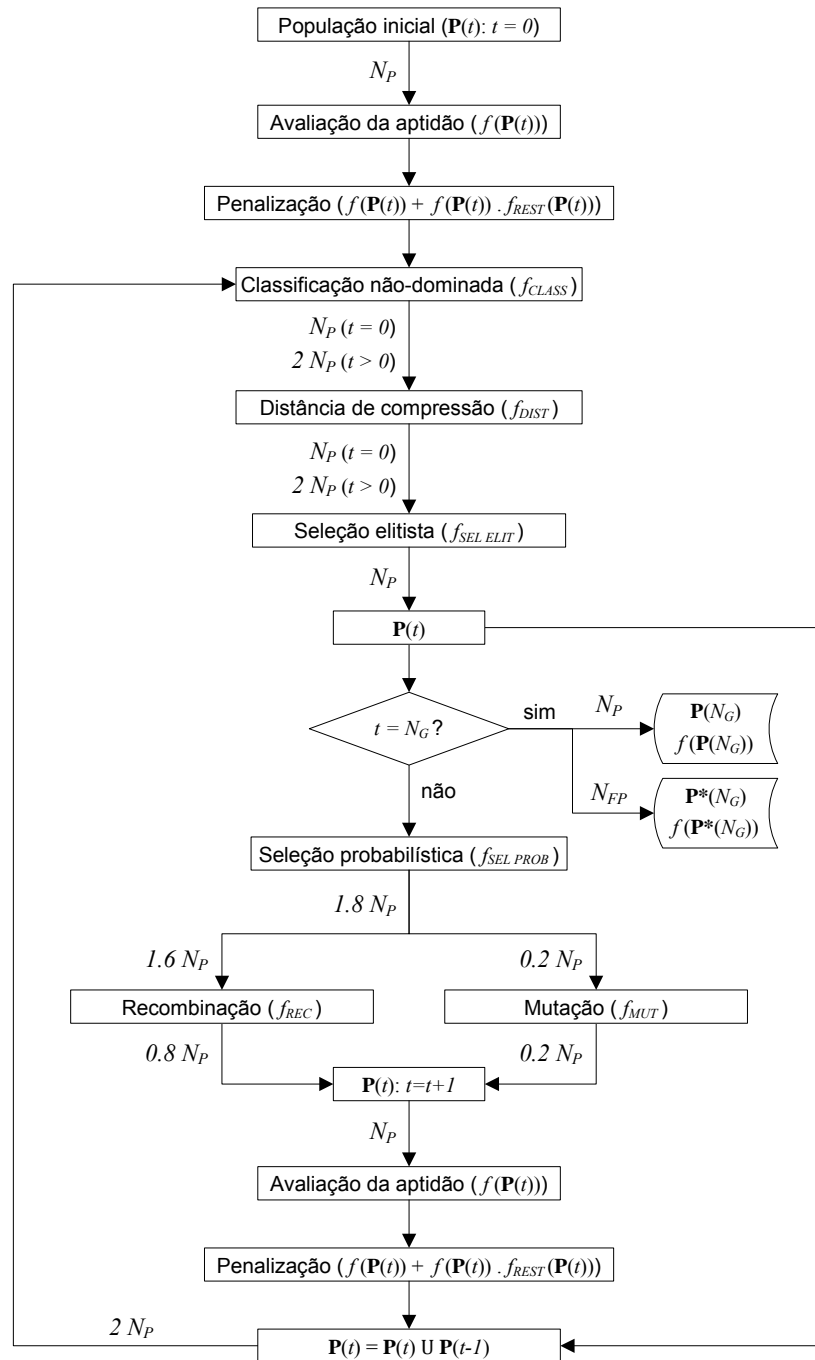 População inicial (P(t): t = 0)
N_P
Avaliação da aptidão (f(P(t))
Penalização (f(P(t)) + f(P(t)) . f_REST(P(t)))
Classificação não-dominada (f_CLASS)
N_P (t = 0)
2 N_P (t > 0)
Distância de compressão (f_DIST)
N_P (t = 0)
2 N_P (t > 0)
Seleção elitista (f_SEL ELIT)
N_P
P(t)
t = N_G?
sim
N_P
P(N_G)
f(P(N_G))
N_FP
P*(N_G)
f(P*(N_G))
não
Seleção probabilística (f_SEL PROB)
1.8 N_P
1.6 N_P
0.2 N_P
Recombinação (f_REC)
Mutação (f_MUT)
0.8 N_P
0.2 N_P
P(t): t=t+1
N_P
Avaliação da aptidão (f(P(t))
Penalização (f(P(t)) + f(P(t)) . f_REST(P(t)))
2 N_P
P(t) = P(t) U P(t-1)